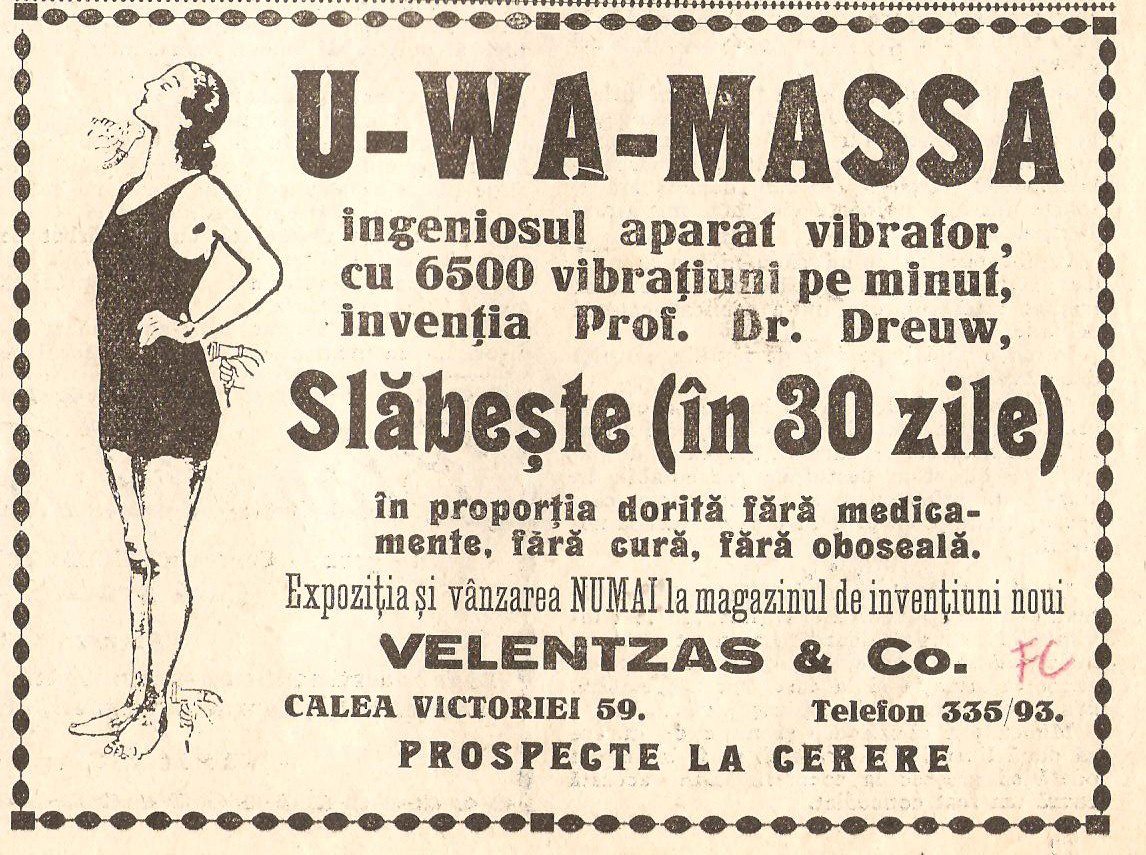 U-WA-MASSA
ingeniosul aparat vibrator,
cu 6500 vibrațiuni pe minut,
invenția Prof. Dr. Dreuw,
Slăbește (în 30 zile)
în proporția dorită fără medica-
mente, fără cură, fără oboseală.
Expoziția și vânzarea NUMAI la magazinul de invențiuni noui
VELENTZAS & Co.
FC
CALEA VICTORIEI 59. Telefon 335/93.
PROSPECTE LA CERERE